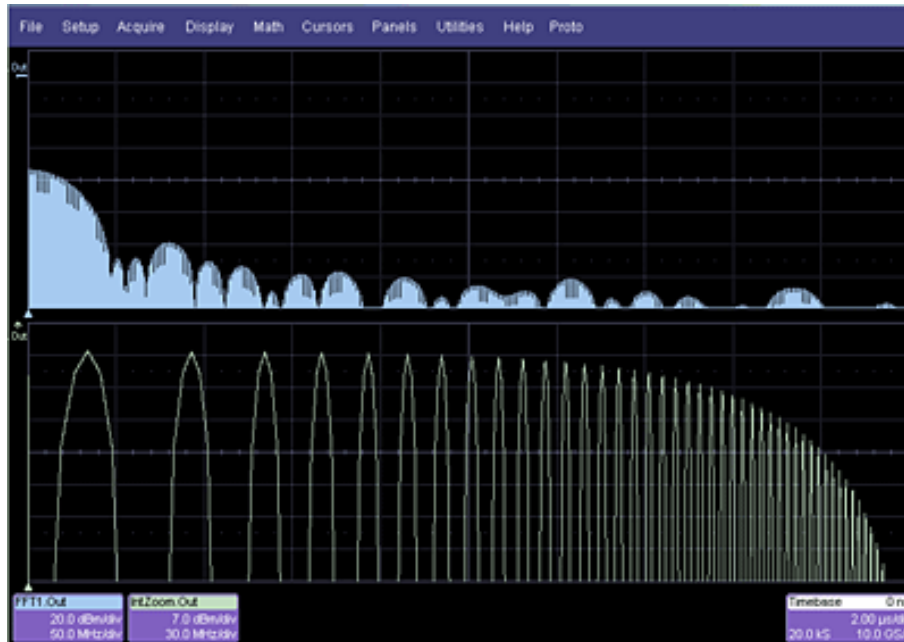 File Setup Acquire Display Math Cursors Panels Utilities Help Proto
Out
Out
FFT1.Out
20.0 dBm/div
50.0 MHz/div
IntZoom.Out
7.0 dBm/div
30.0 MHz/div
Timebase 0 n
2.00 µs/di
20.0 kS 10.0 GS